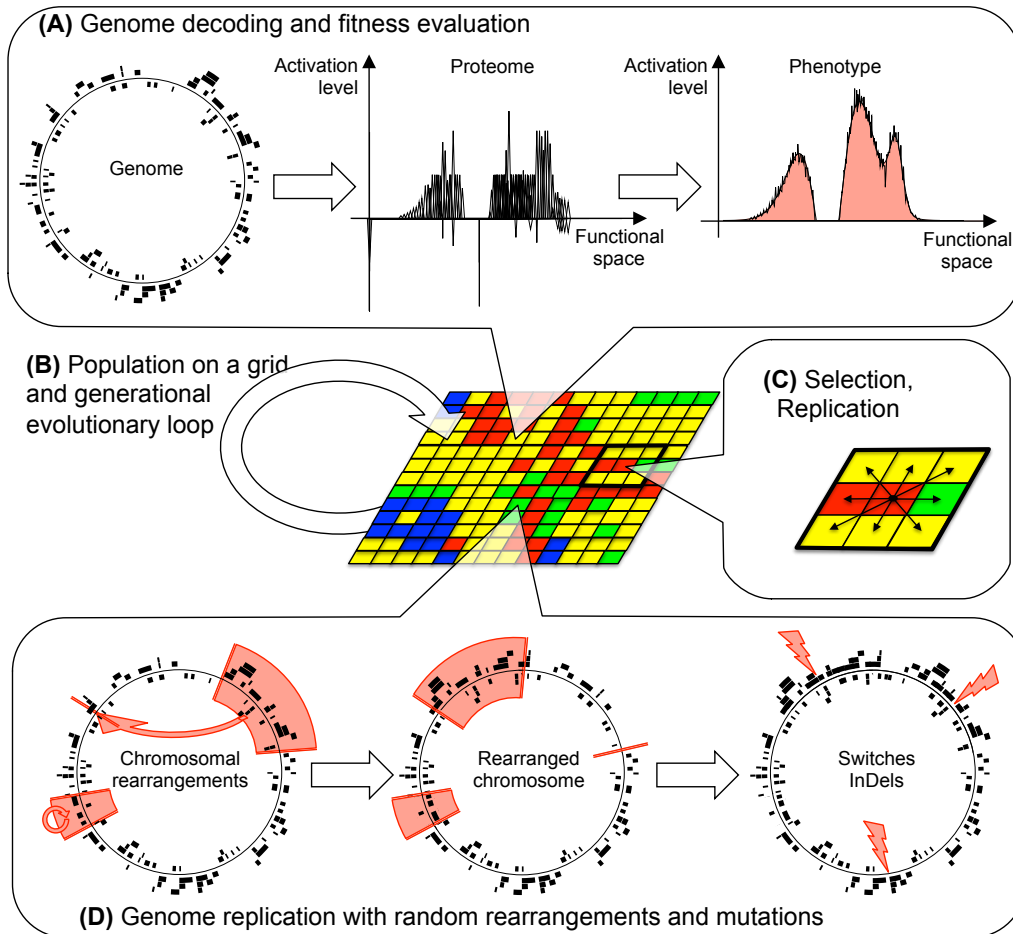 (A) Genome decoding and fitness evaluation
Genome
Activation
level
Proteome
Functional
space
Activation
level
Phenotype
Functional
space
(B) Population on a grid
and generational
evolutionary loop
(C) Selection,
Replication
Chromosomal
rearrangements
Rearranged
chromosome
Switches
InDels
(D) Genome replication with random rearrangements and mutations